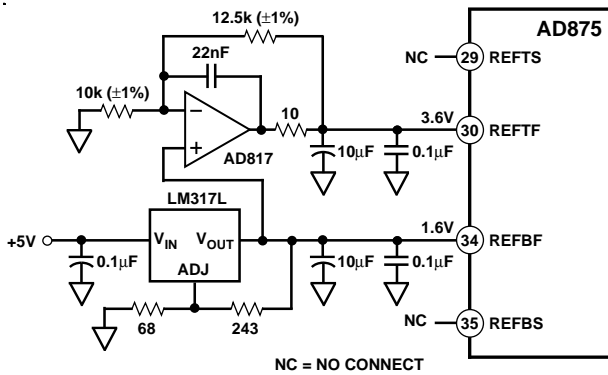 12.5k (±1%)
22nF
AD875
NC
29
REFTS
10k (±1%)
−
+
10
3.6V
30
REFTF
AD817
10µF
0.1µF
LM317L
1.6V
+5V
VIN
VOUT
34
REFBF
0.1µF
ADJ
10µF
0.1µF
68
243
NC
35
REFBS
NC = NO CONNECT